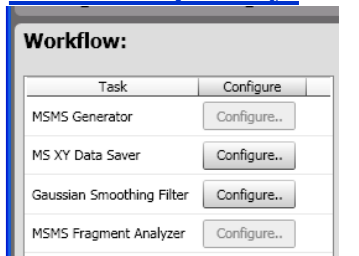 Workflow:
Task Configure
MSMS Generator Configure..
MS XY Data Saver Configure..
Gaussian Smoothing Filter Configure..
MSMS Fragment Analyzer Configure..